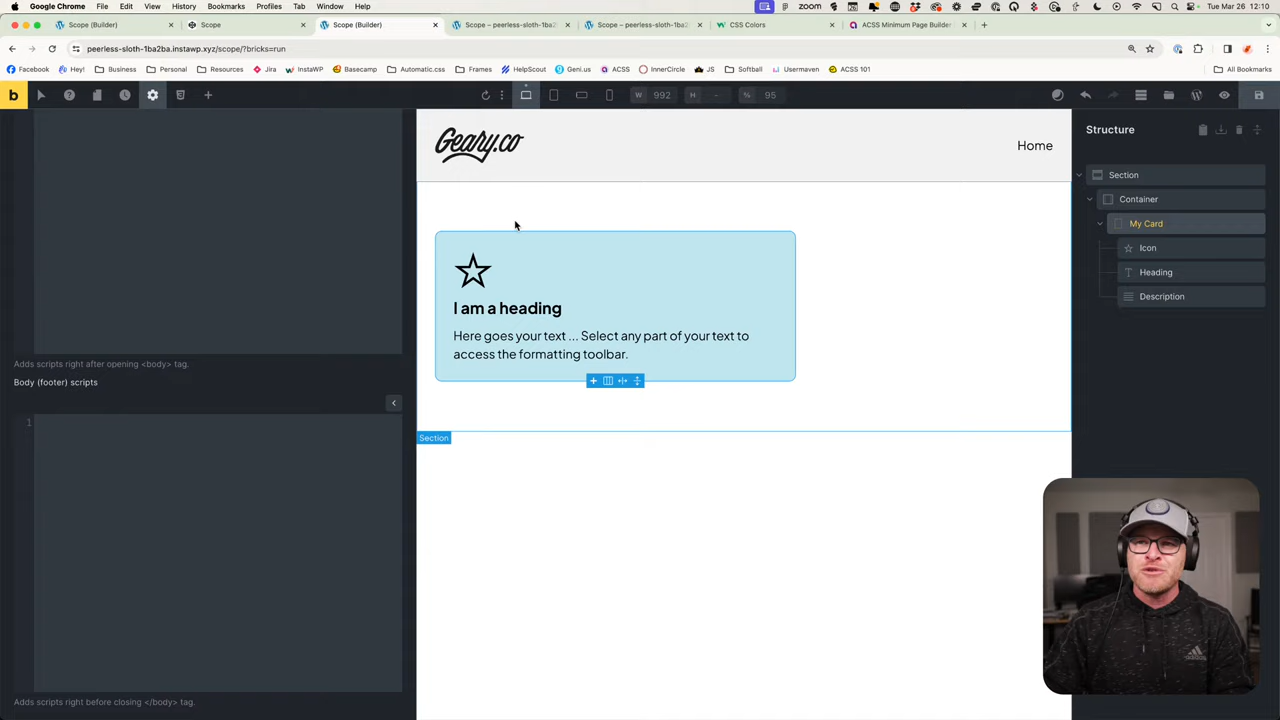 Google Chrome File Edit View History Bookmarks Profiles Tab Window Help zoom Tue Mar 26 12:10
Scope (Builder) Scope Scope (Builder) Scope – peerless-sloth-1ba2ba Scope – peerless-sloth-1ba2ba. CSS Colors ACSS Minimum Page Builder
peerless-sloth-1ba2ba.instawp.xyz/scope/?bricks=run
Facebook Hey! Business Personal Resources Jira InstaWP Basecamp Automatic.css Frames HelpScout Geni.us ACSS InnerCircle JS Softball Usermaven ACSS 101 All Bookmarks
b W 992 H - % 95
Structure
Geary.co
Home
Section
Container
My Card
Icon
Heading
Description
I am a heading
Here goes your text ... Select any part of your text to
access the formatting toolbar.
Section
Adds scripts right after opening <body> tag.
Body (footer) scripts
1
Adds scripts right before closing </body> tag.
adidas